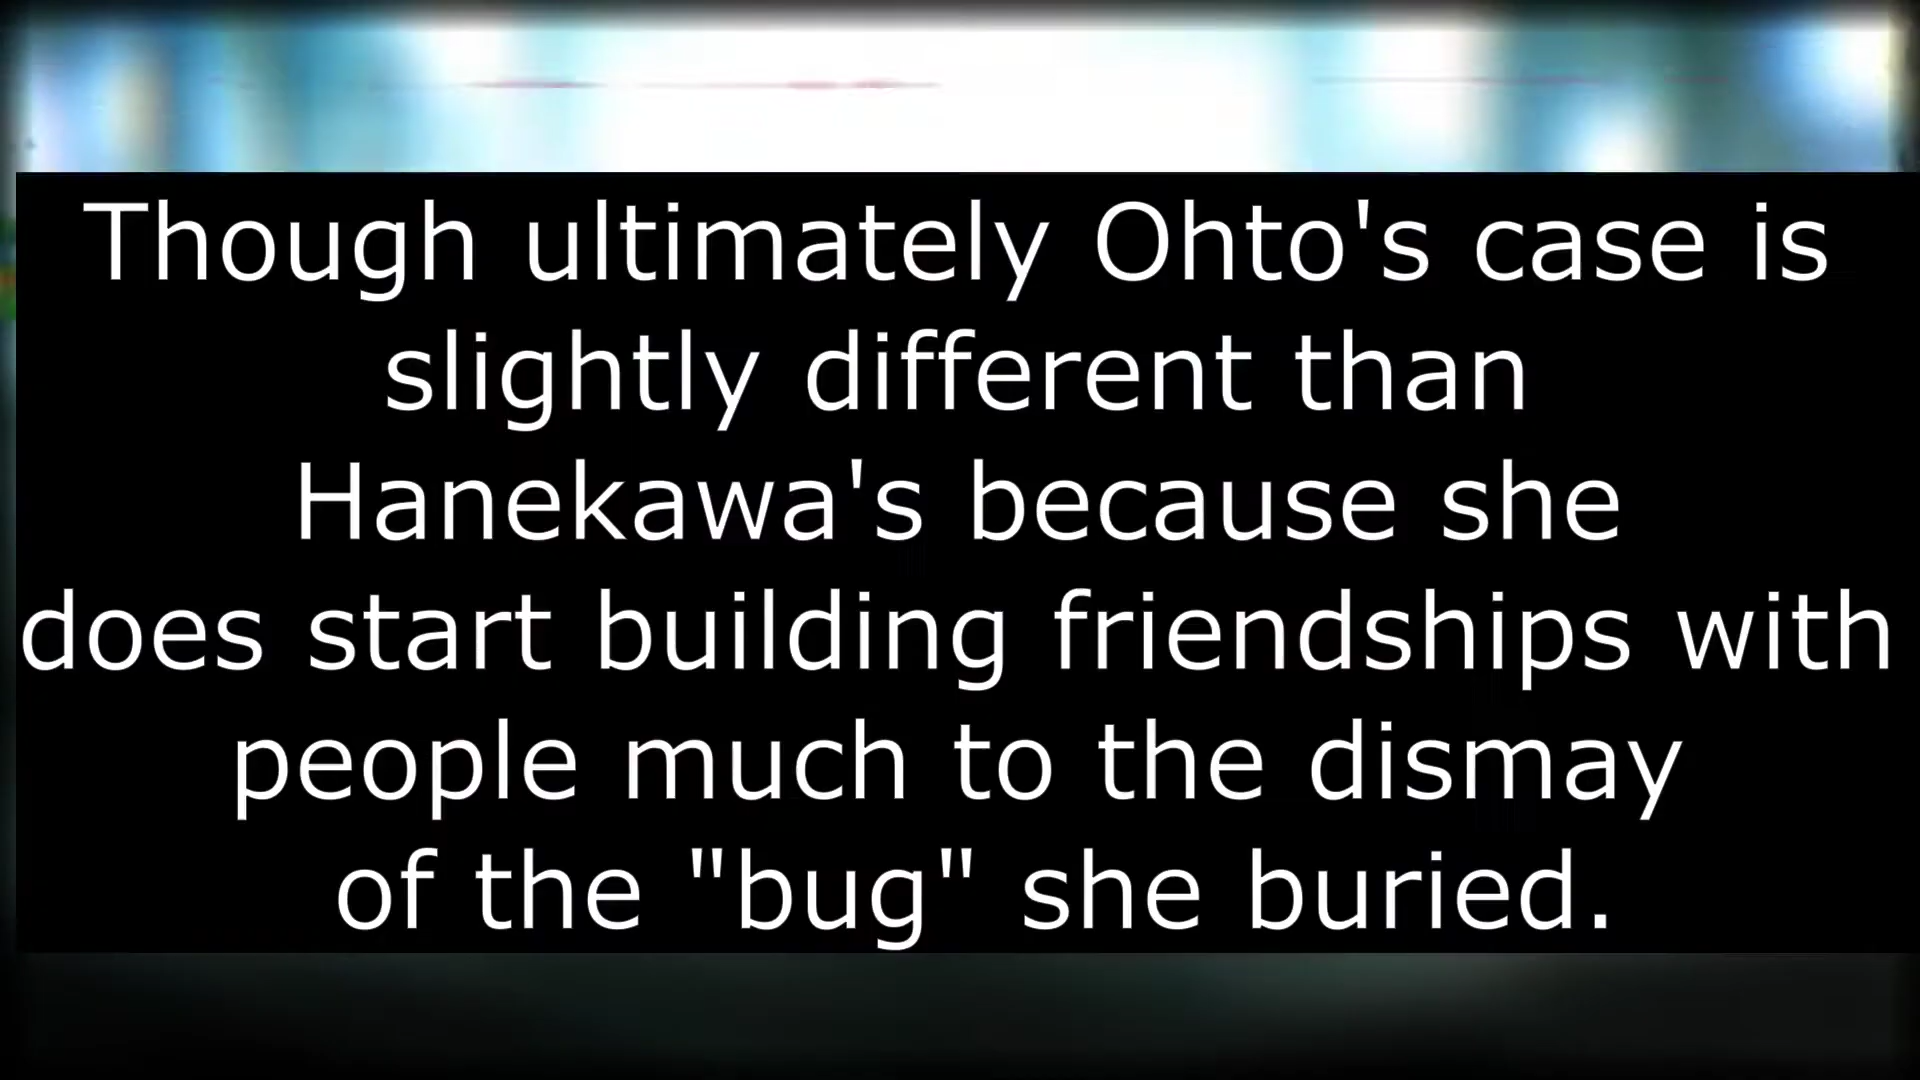 Though ultimately Ohto's case is
slightly different than
Hanekawa's because she
does start building friendships with
people much to the dismay
of the "bug" she buried.